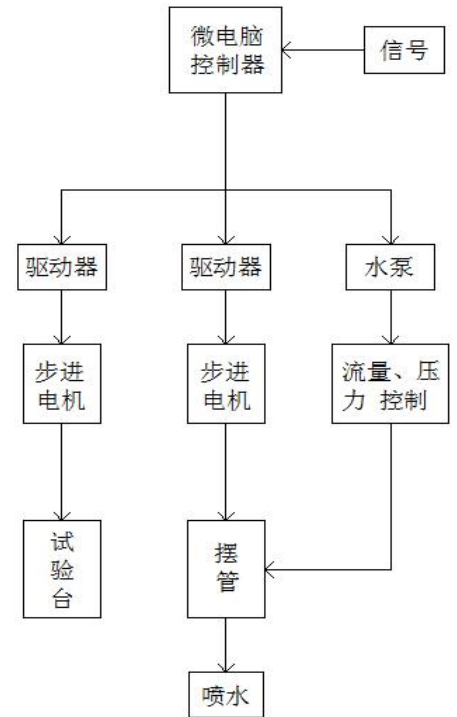 微电脑
控制器
信号
驱动器
驱动器
水泵
步进
电机
步进
电机
流量、压
力 控制
试
验
台
摆
管
喷水